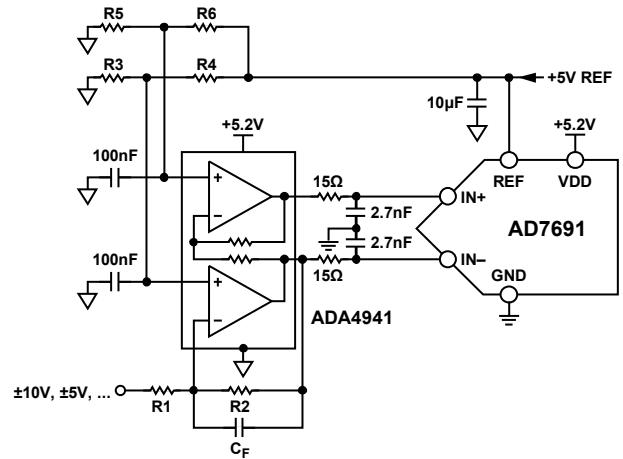 R5
R6
R3
R4
+5V REF
10µF
+5.2V
+5.2V
100nF
REF
VDD
+
15Ω
IN+
–
2.7nF
AD7691
2.7nF
100nF
+
15Ω
IN–
GND
–
ADA4941
±10V, ±5V, ...
R1
R2
CF